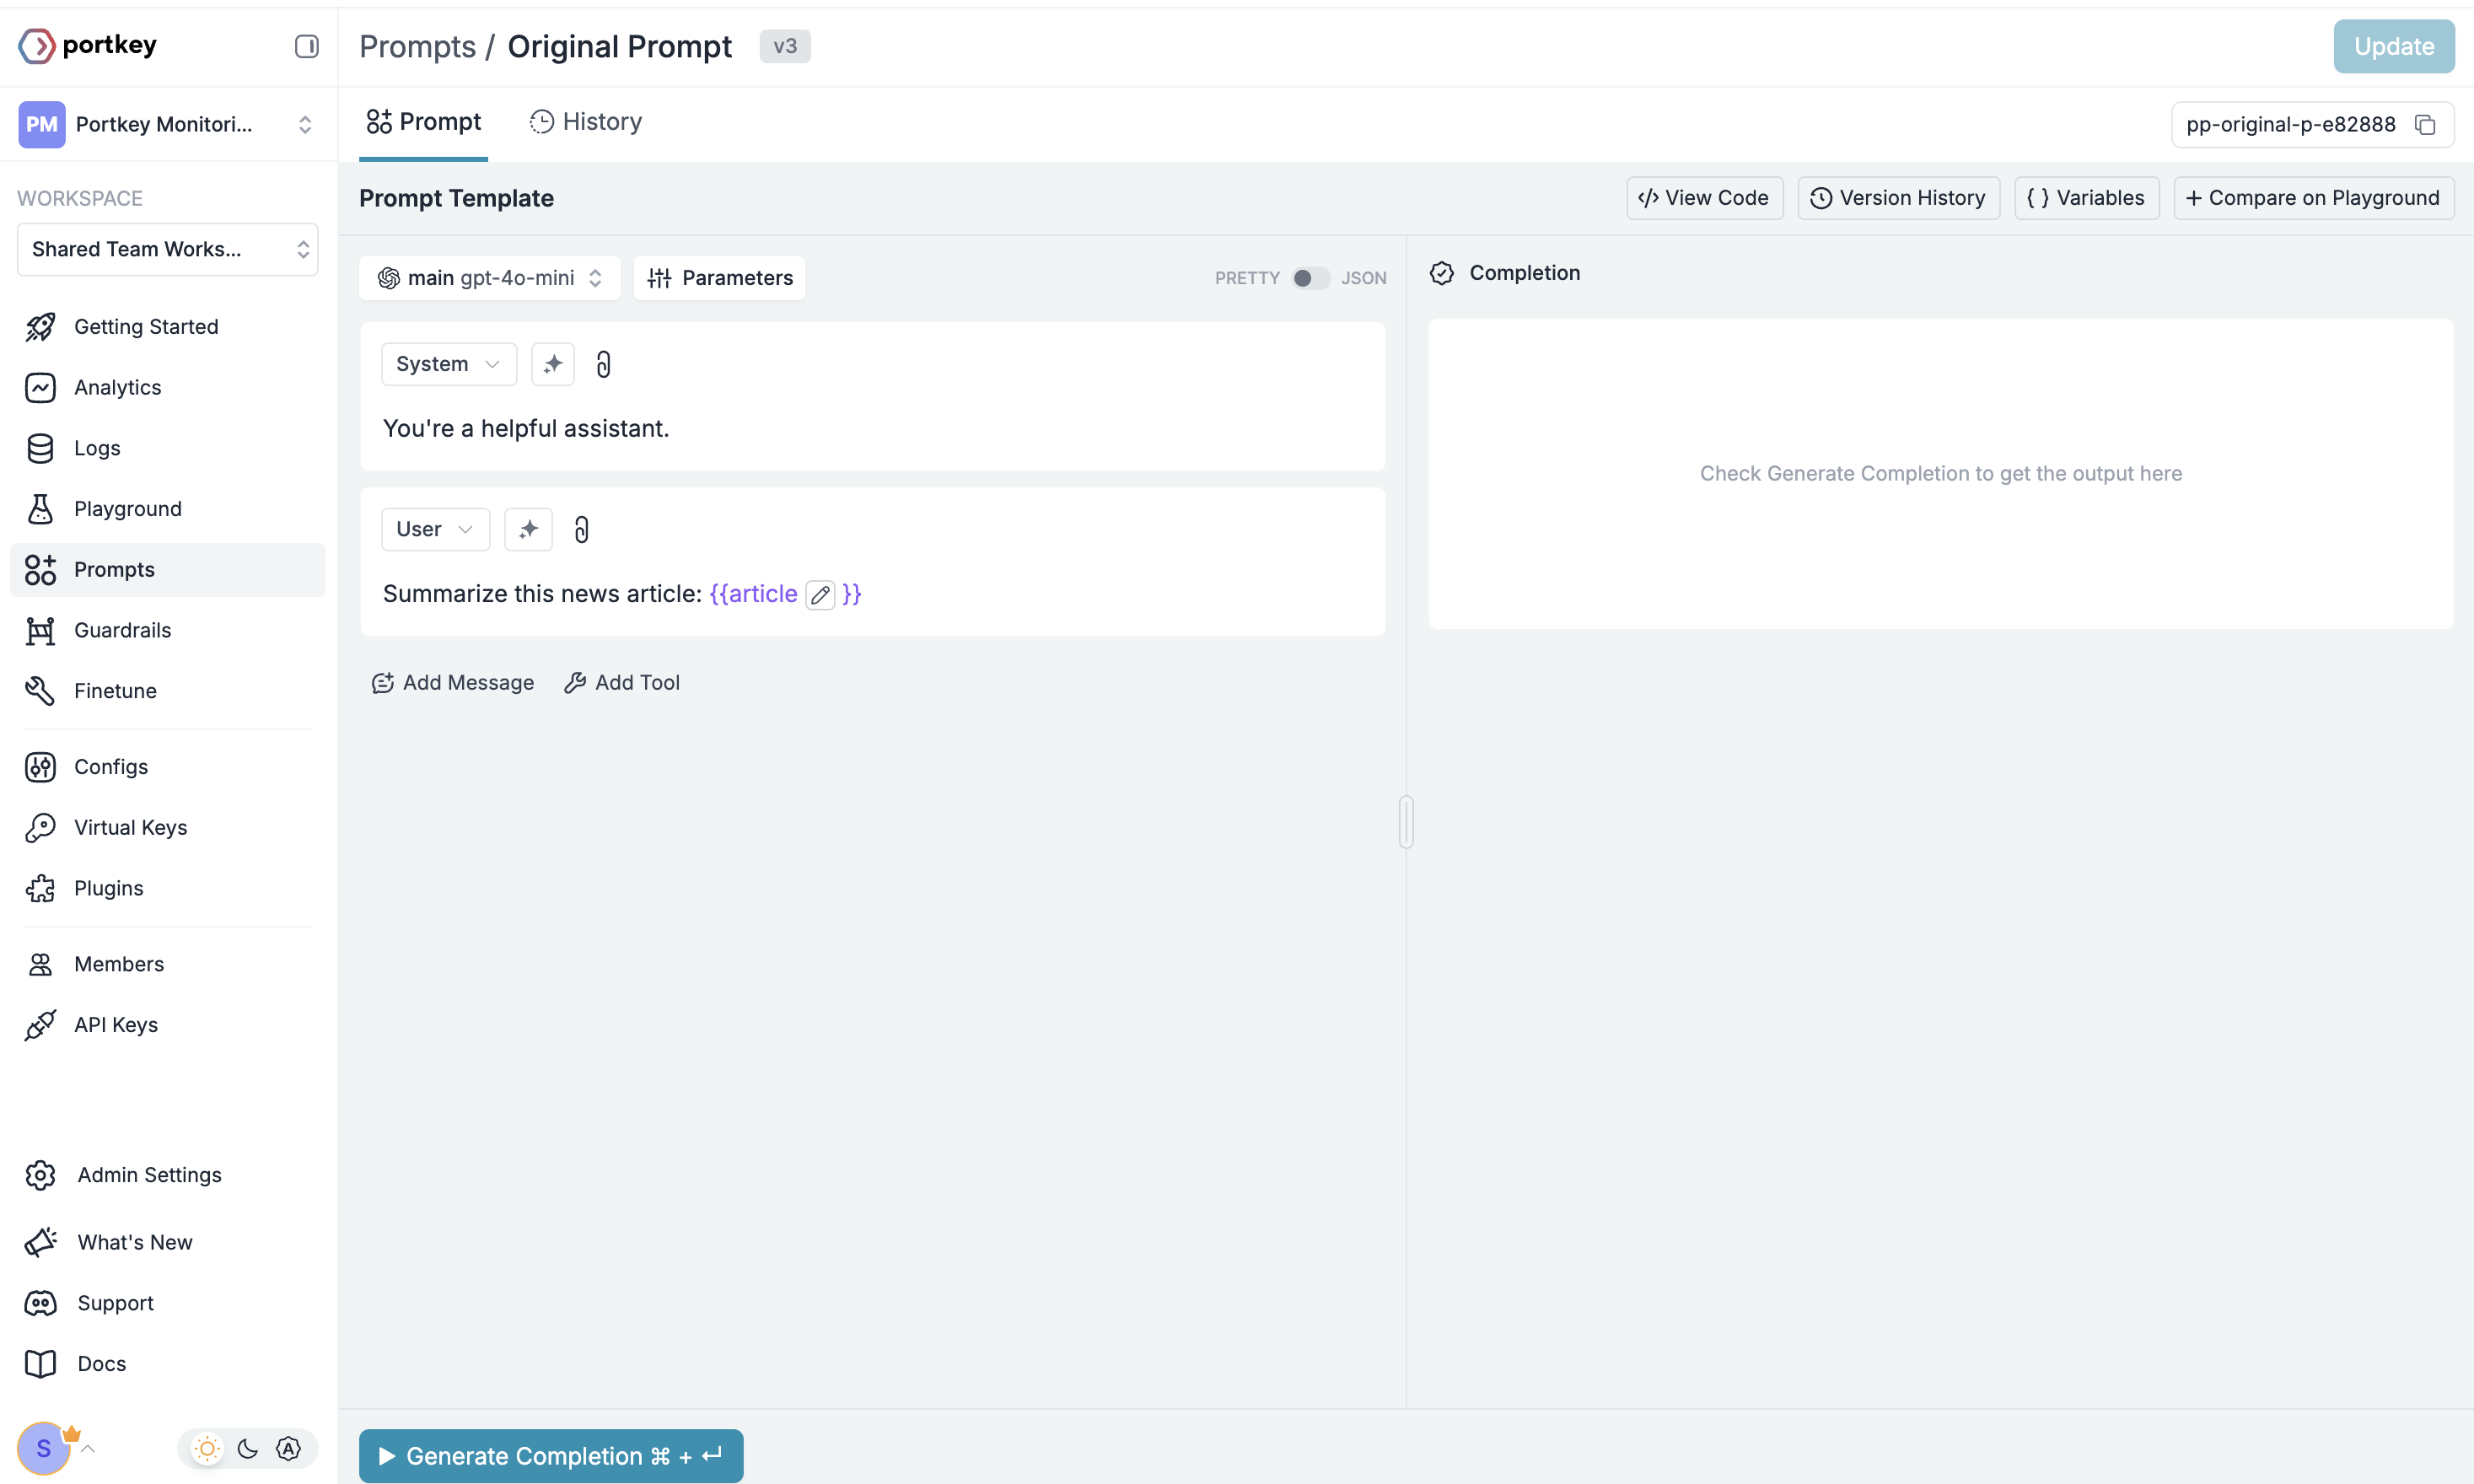 portkey
Prompts / Original Prompt v3
Update
PM Portkey Monitori...
Prompt
History
pp-original-p-e82888
WORKSPACE
Shared Team Works...
Getting Started
Analytics
Logs
Playground
Prompts
Guardrails
Finetune
Configs
Virtual Keys
Plugins
Members
API Keys
Admin Settings
What's New
Support
Docs
S
A
Prompt Template
</> View Code
Version History
{ } Variables
+ Compare on Playground
main gpt-4o-mini
Parameters
PRETTY
JSON
System
You're a helpful assistant.
User
Summarize this news article: {{article }}
Add Message
Add Tool
Completion
Check Generate Completion to get the output here
Generate Completion ⌘ + ↵